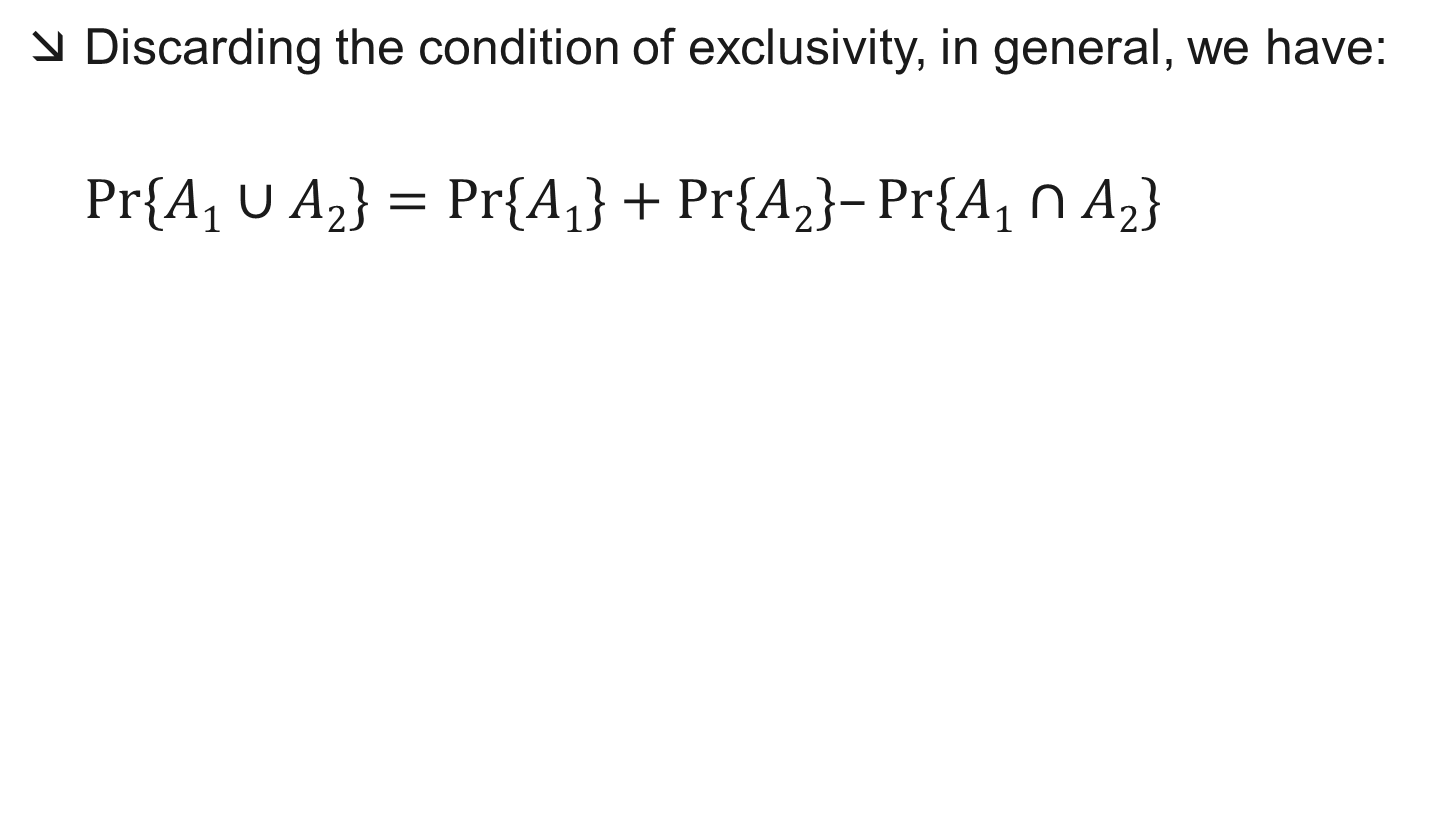 ↘ Discarding the condition of exclusivity, in general, we have:
Pr{A₁ ∪ A₂} = Pr{A₁} + Pr{A₂}– Pr{A₁ ∩ A₂}